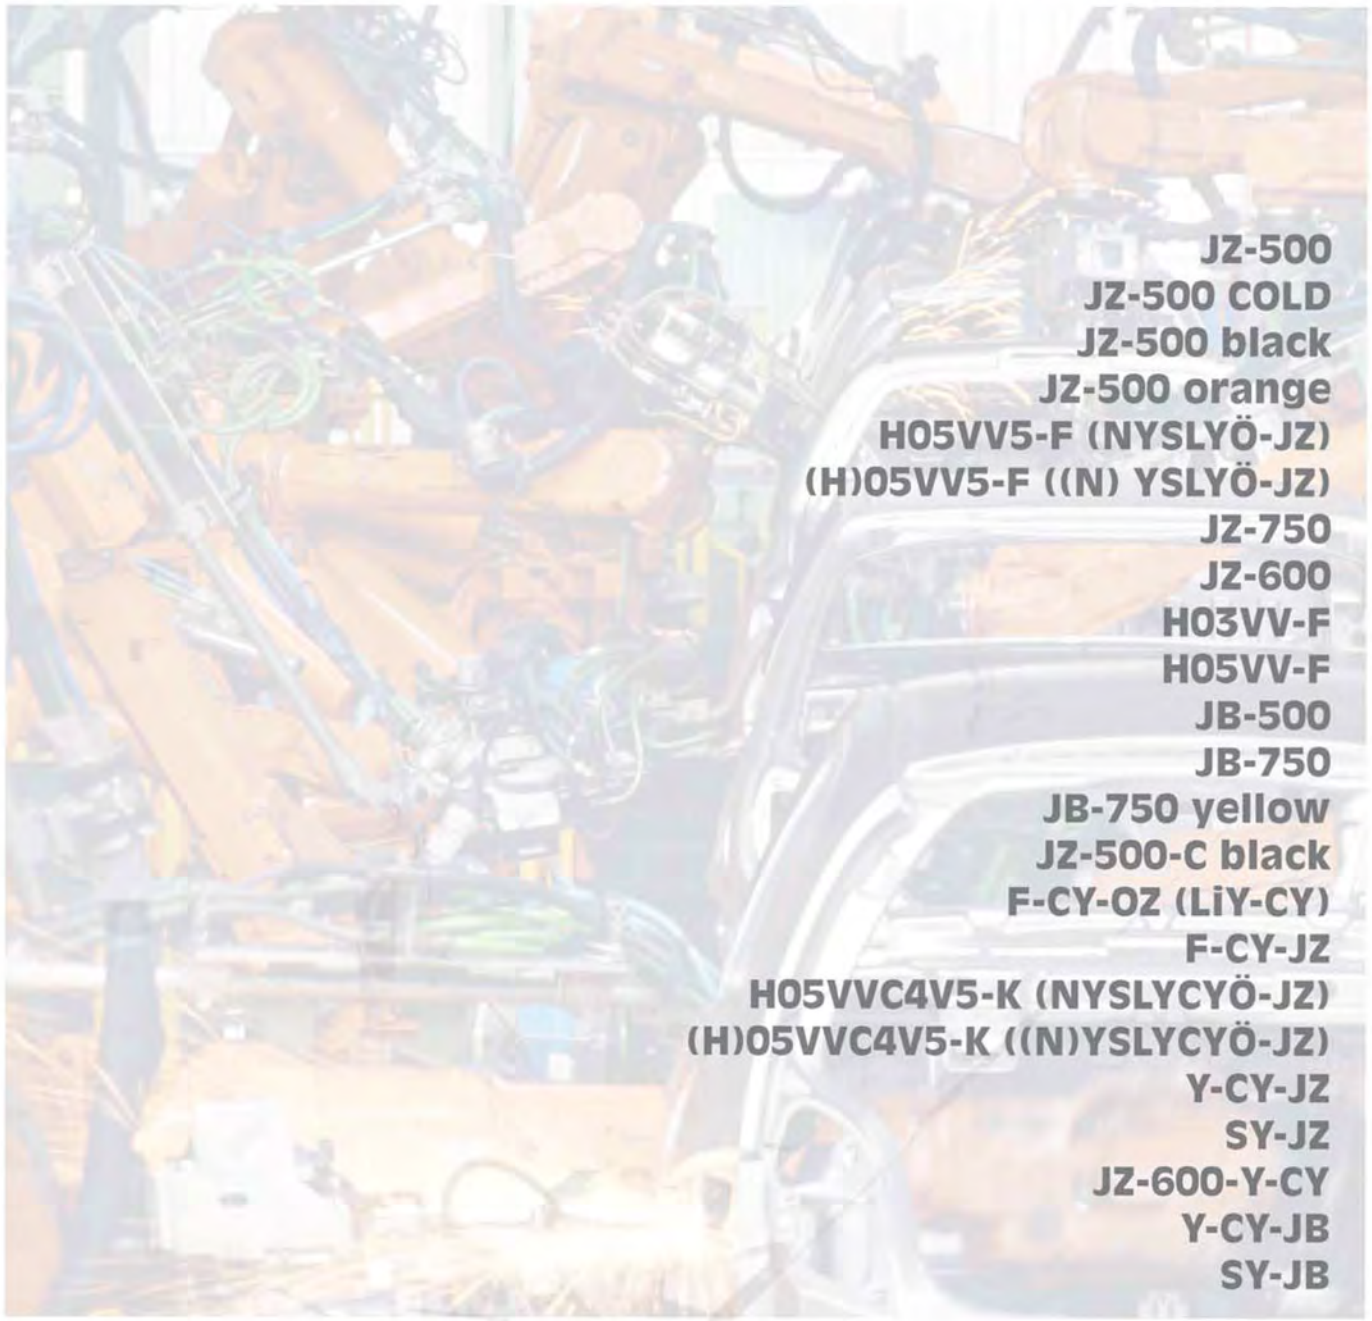 JZ-500
JZ-500 COLD
JZ-500 black
JZ-500 orange
H05VV5-F (NYSLYÖ-JZ)
(H)05VV5-F ((N) YSLYÖ-JZ)
JZ-750
JZ-600
H03VV-F
H05VV-F
JB-500
JB-750
JB-750 yellow
JZ-500-C black
F-CY-OZ (LiY-CY)
F-CY-JZ
H05VVC4V5-K (NYSLYCYÖ-JZ)
(H)05VVC4V5-K ((N)YSLYCYÖ-JZ)
Y-CY-JZ
SY-JZ
JZ-600-Y-CY
Y-CY-JB
SY-JB